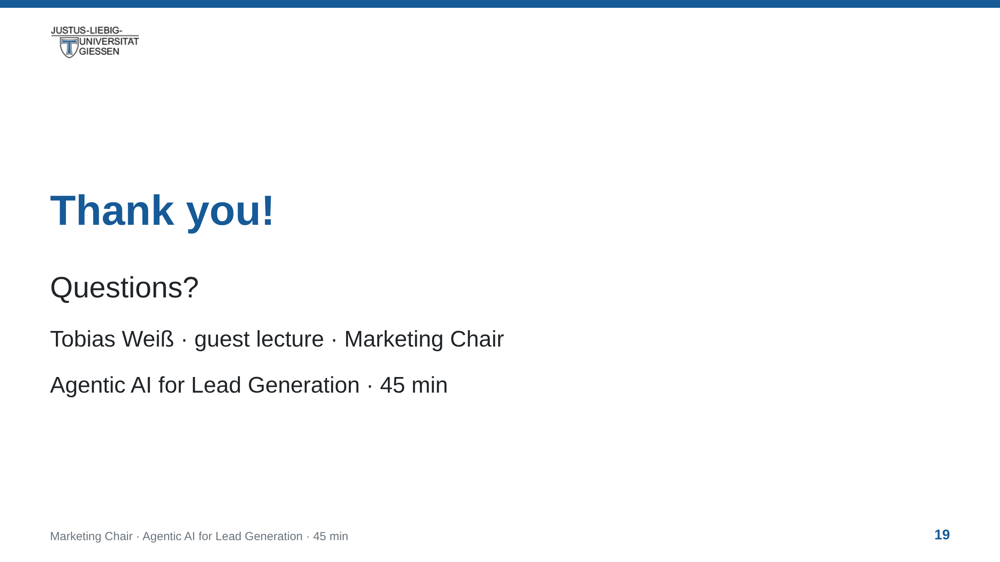 JUSTUS-LIEBIG-
UNIVERSITÄT
GIESSEN
Thank you!
Questions?
Tobias Weiß · guest lecture · Marketing Chair
Agentic AI for Lead Generation · 45 min
Marketing Chair · Agentic AI for Lead Generation · 45 min
19